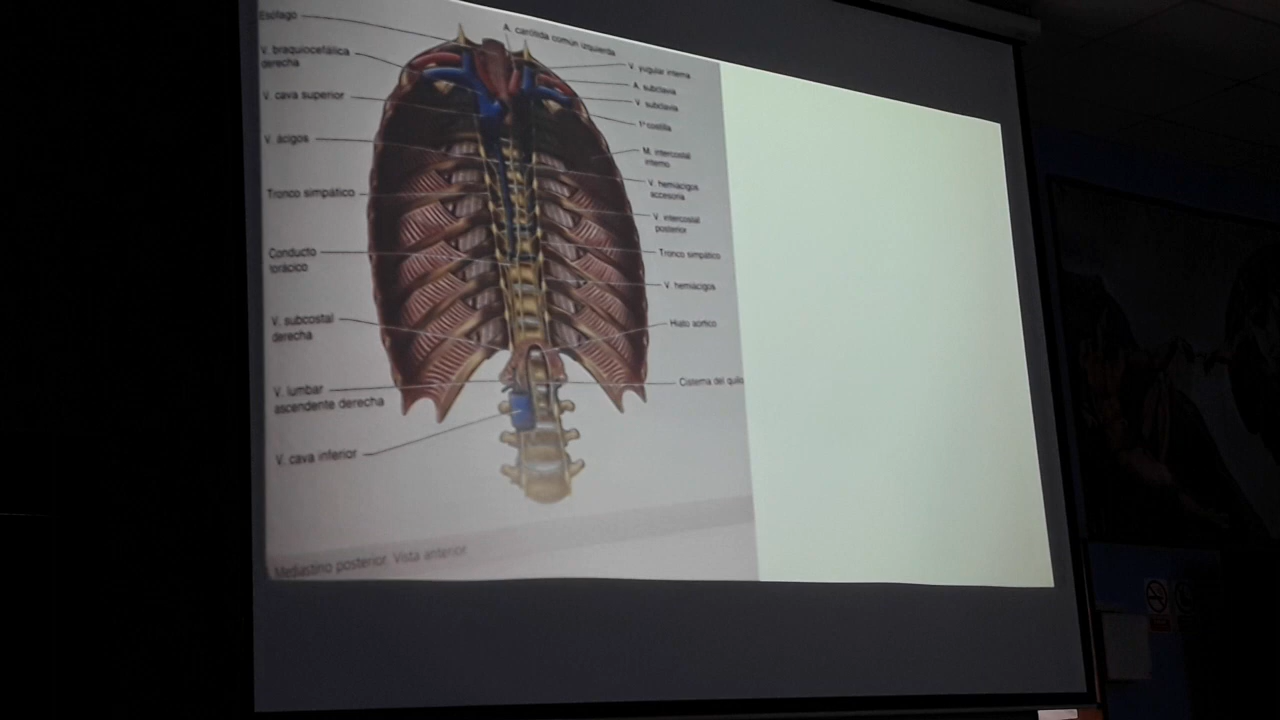 Esófago
V. braquiocefálica
derecha
V. cava superior
V. ácigos
Tronco simpático
Conducto
torácico
V. subcostal
derecha
V. lumbar
ascendente derecha
V. cava inferior
A. carótida común izquierda
V. yugular interna
A. subclavia
V. subclavia
1ª costilla
M. intercostal
interno
V. hemiácigos
accesoria
V. intercostal
posterior
Tronco simpático
V. hemiácigos
Hiato aórtico
Cisterna del quilo
Mediastino posterior. Vista anterior